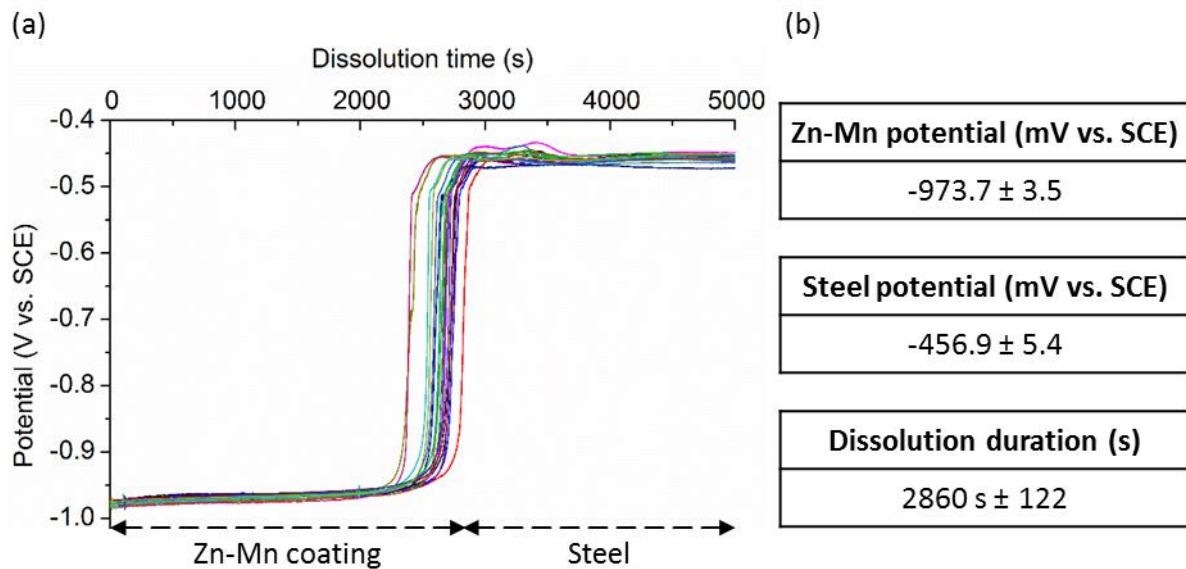 (a)
Dissolution time (s)
0 1000 2000 3000 4000 5000
-0.4
-0.5
-0.6
-0.7
-0.8
-0.9
-1.0
Potential (V vs. SCE)
Zn-Mn coating Steel
(b)
Zn-Mn potential (mV vs. SCE)
-973.7 ± 3.5
Steel potential (mV vs. SCE)
-456.9 ± 5.4
Dissolution duration (s)
2860 s ± 122